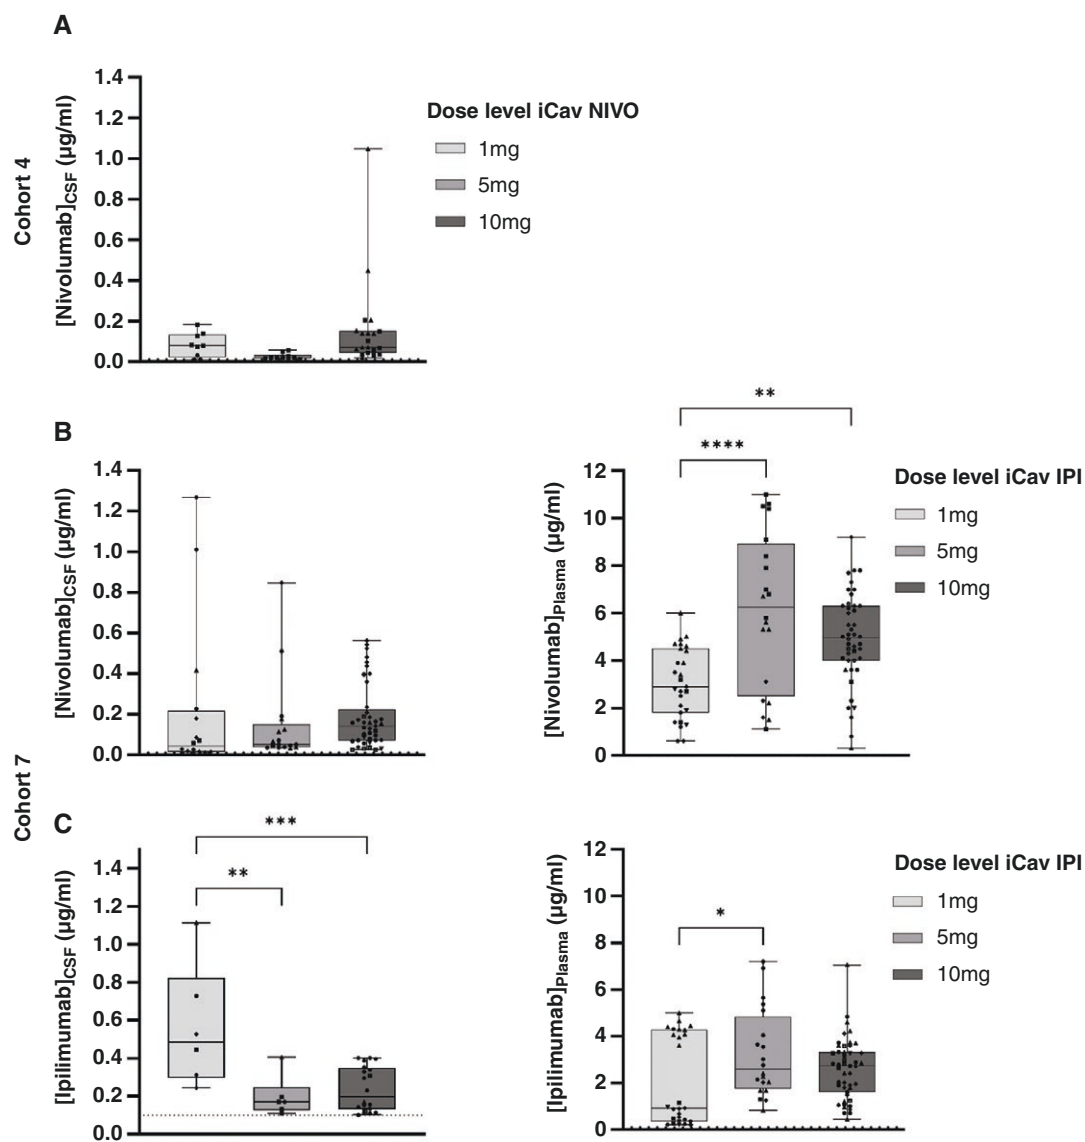 A
Cohort 4
[Nivolumab]CSF (µg/ml)
1.4
1.2
1.0
0.8
0.6
0.4
0.2
0.0
Dose level iCav NIVO
1mg
5mg
10mg
B
Cohort 7
[Nivolumab]CSF (µg/ml)
1.4
1.2
1.0
0.8
0.6
0.4
0.2
0.0
[Nivolumab]Plasma (µg/ml)
12
10
8
6
4
2
0
**
****
Dose level iCav IPI
1mg
5mg
10mg
C
[Ipilimumab]CSF (µg/ml)
1.4
1.2
1.0
0.8
0.6
0.4
0.2
0.0
***
**
[Ipilimumab]Plasma (µg/ml)
12
10
8
6
4
2
0
*
Dose level iCav IPI
1mg
5mg
10mg